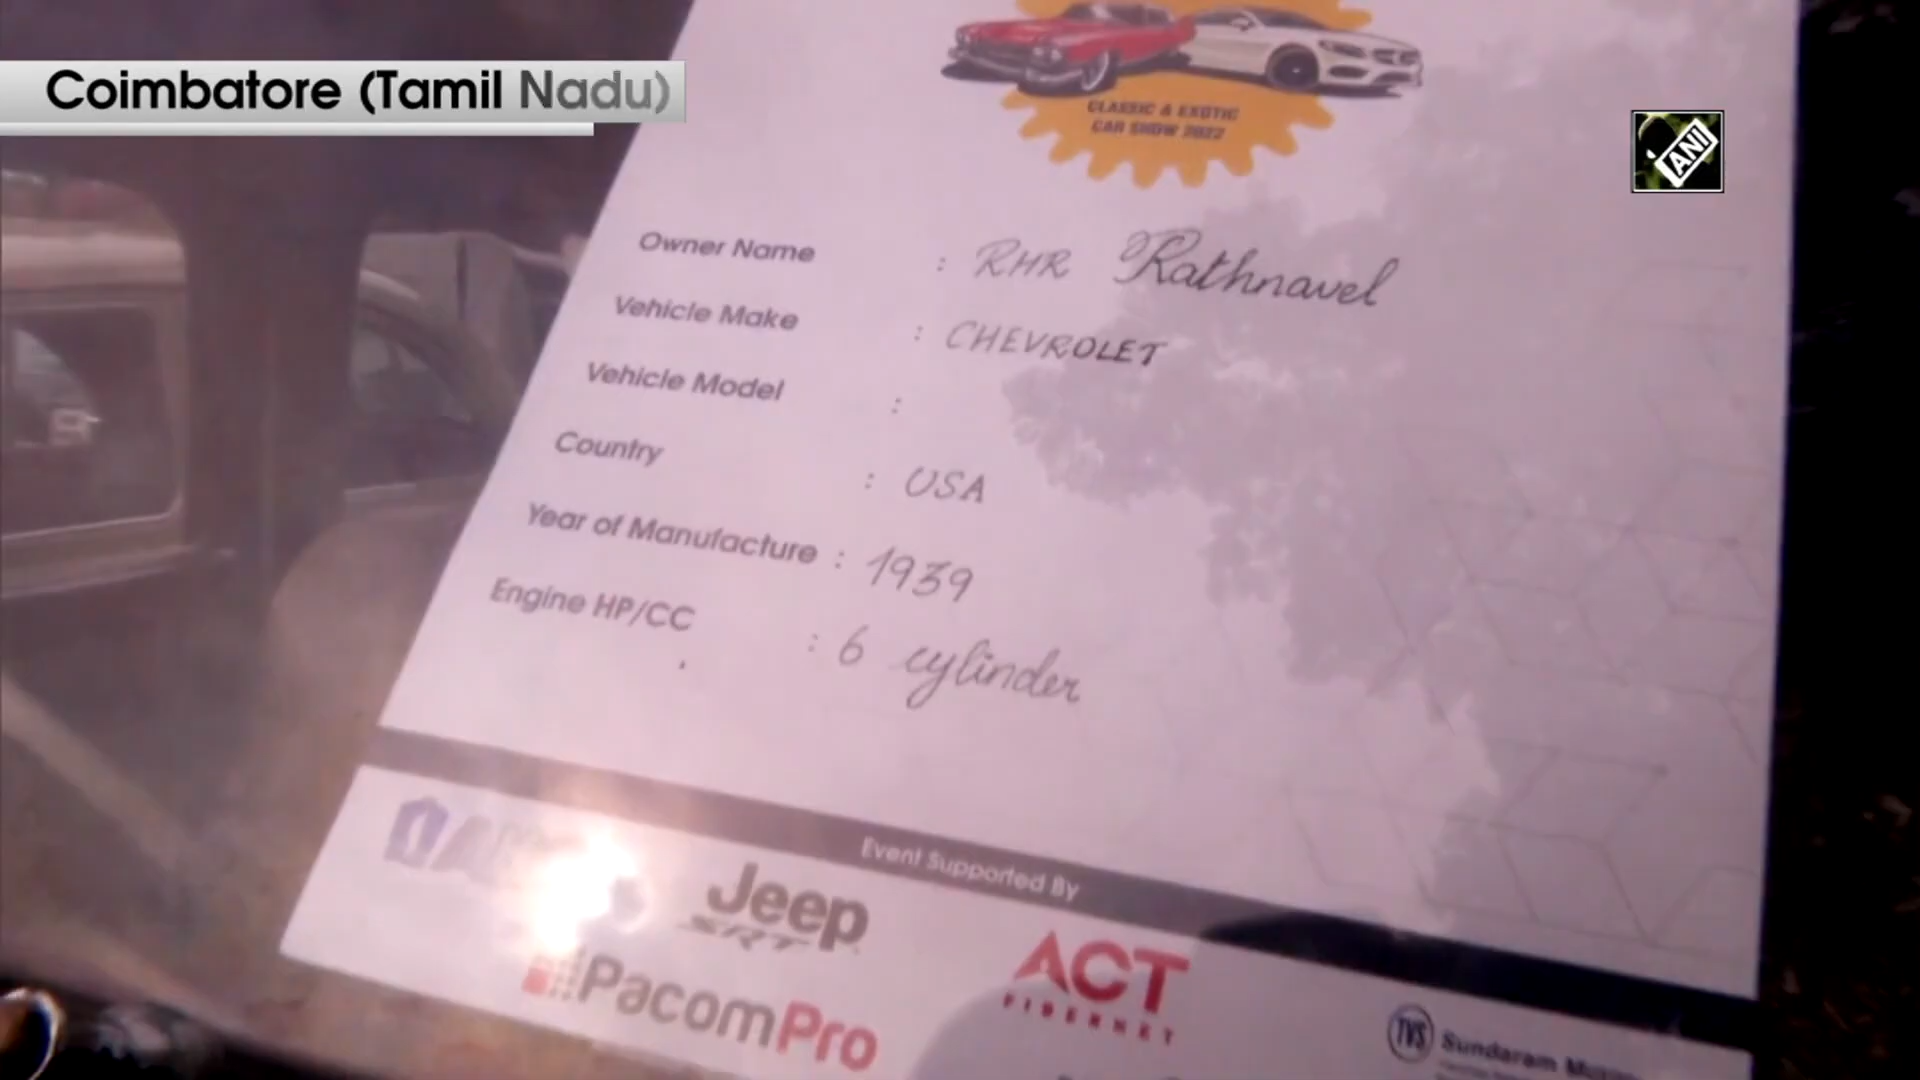 Coimbatore (Tamil Nadu)
ANI
CLASSIC & EXOTIC
CAR SHOW 2022
Owner Name : RHR Rathnavel
Vehicle Make : CHEVROLET
Vehicle Model :
Country : USA
Year of Manufacture : 1939
Engine HP/CC : 6 cylinder
Event Supported By
Jeep
SRT
ACT
FIBERNET
PacomPro
TVS Sundaram